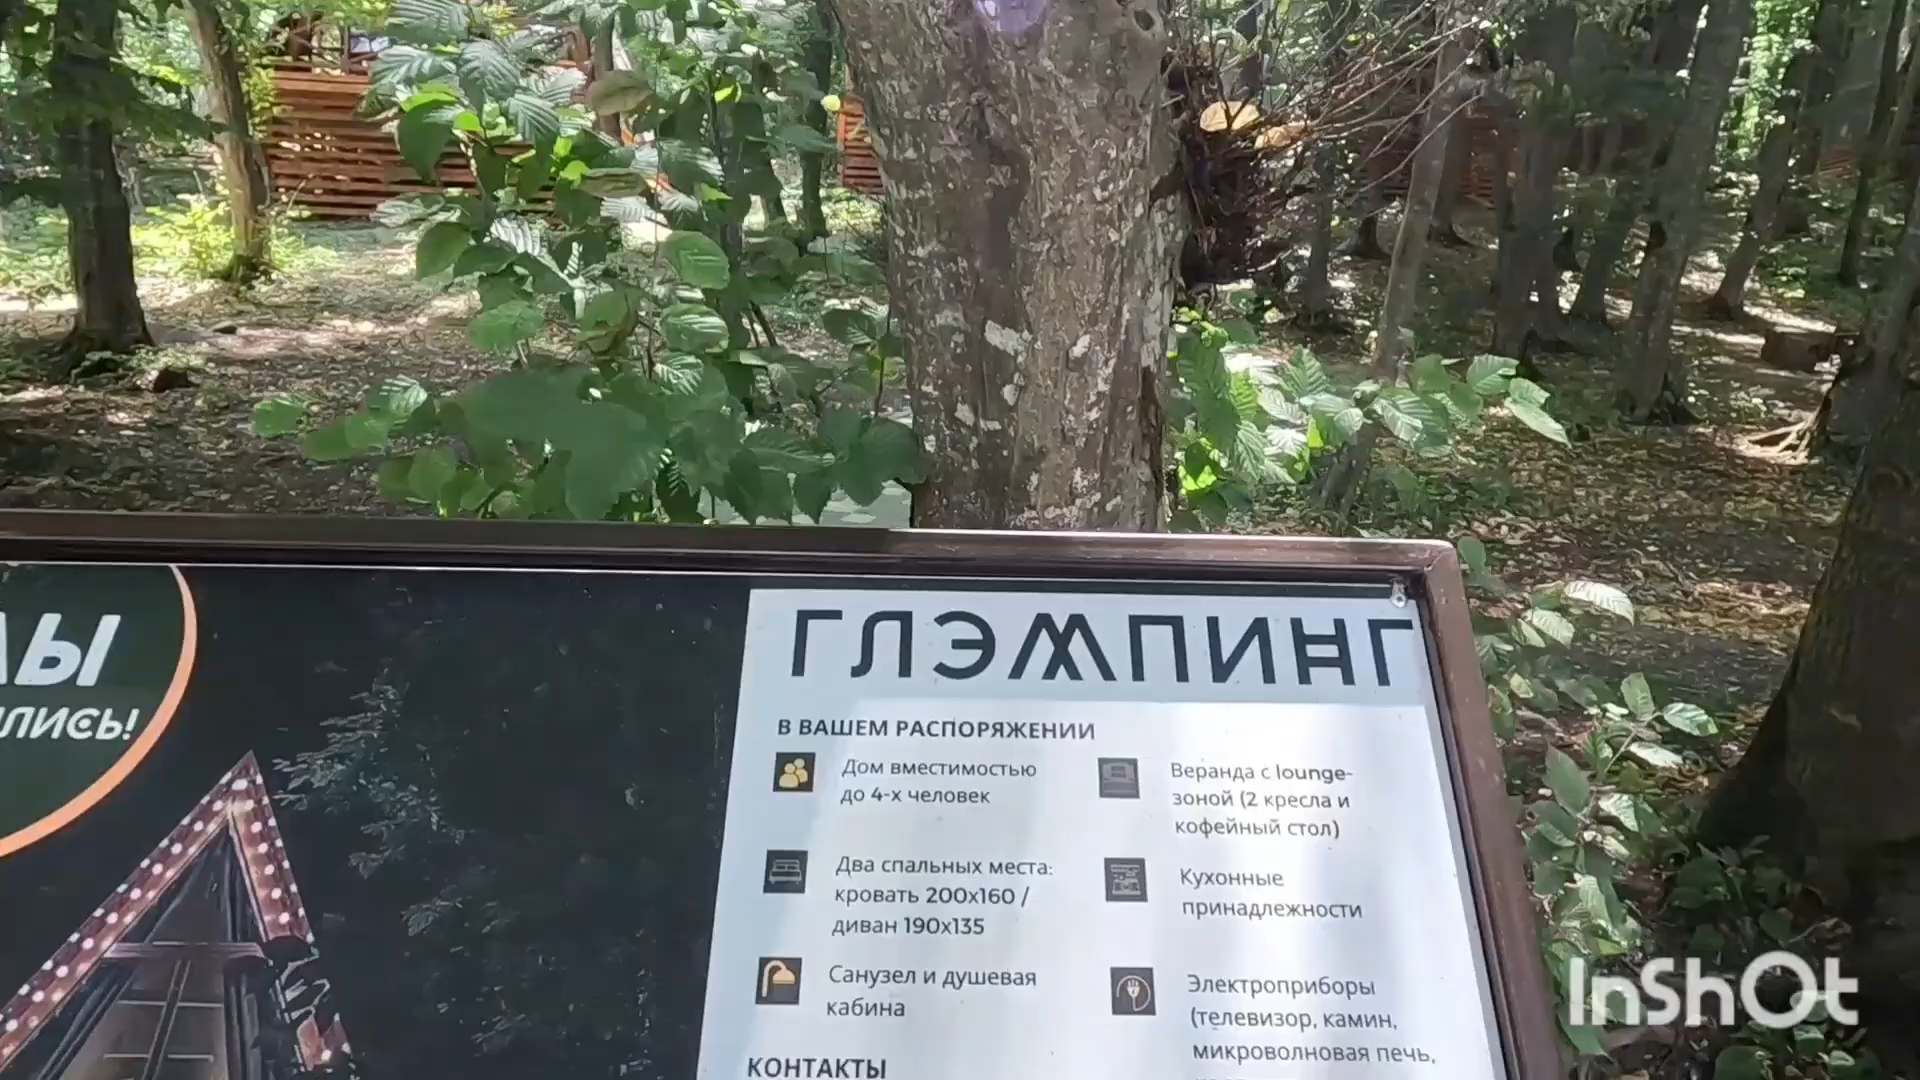 ГЛЭМПИНГ
В ВАШЕМ РАСПОРЯЖЕНИИ
Дом вместимостью
до 4-х человек
Два спальных места:
кровать 200х160 /
диван 190х135
Санузел и душевая
кабина
Веранда с lounge-
зоной (2 кресла и
кофейный стол)
Кухонные
принадлежности
Электроприборы
(телевизор, камин,
микроволновая печь,
КОНТАКТЫ
InShOt